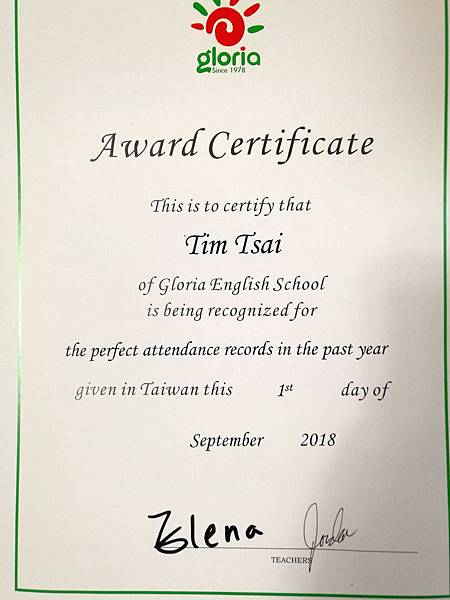 gloria
Since 1978
Award Certificate
This is to certify that
Tim Tsai
of Gloria English School
is being recognized for
the perfect attendance records in the past year
given in Taiwan this 1st day of
September 2018
Jordan
TEACHERS